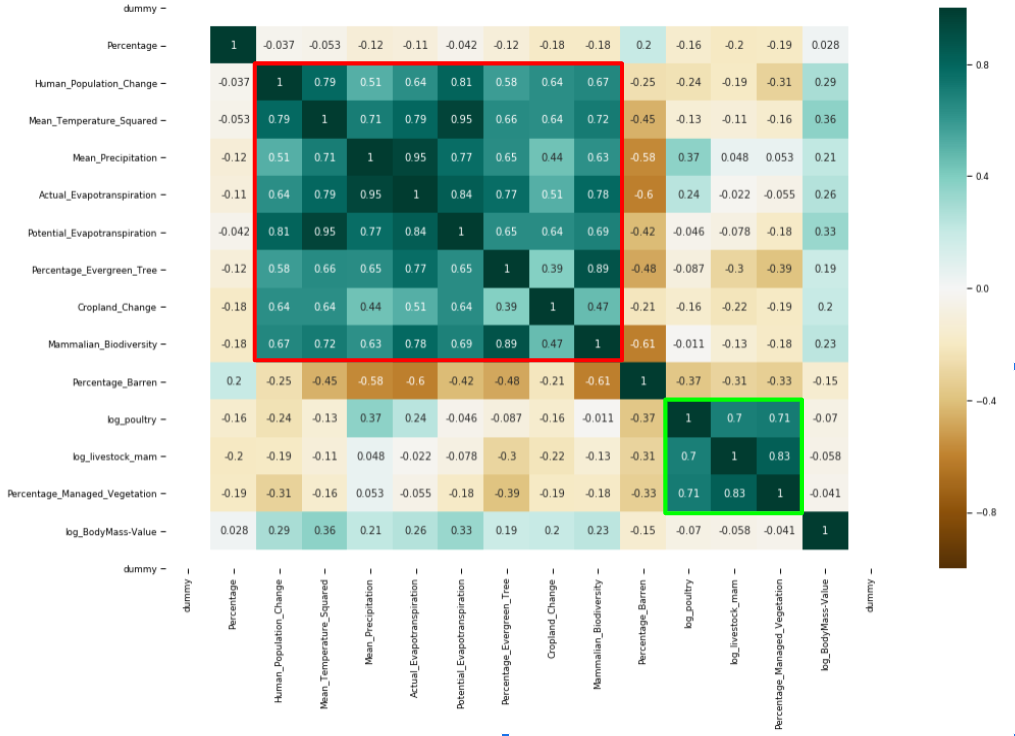 dummy
Percentage 1 -0.037 -0.053 -0.12 -0.11 -0.042 -0.12 -0.18 -0.18 0.2 -0.16 -0.2 -0.19 0.028
Human_Population_Change -0.037 1 0.79 0.51 0.64 0.81 0.58 0.64 0.67 -0.25 -0.24 -0.19 -0.31 0.29
Mean_Temperature_Squared -0.053 0.79 1 0.71 0.79 0.95 0.66 0.64 0.72 -0.45 -0.13 -0.11 -0.16 0.36
Mean_Precipitation -0.12 0.51 0.71 1 0.95 0.77 0.65 0.44 0.63 -0.58 0.37 0.048 0.053 0.21
Actual_Evapotranspiration -0.11 0.64 0.79 0.95 1 0.84 0.77 0.51 0.78 -0.6 0.24 -0.022 -0.055 0.26
Potential_Evapotranspiration -0.042 0.81 0.95 0.77 0.84 1 0.65 0.64 0.69 -0.42 -0.046 -0.078 -0.18 0.33
Percentage_Evergreen_Tree -0.12 0.58 0.66 0.65 0.77 0.65 1 0.39 0.89 -0.48 -0.087 -0.3 -0.39 0.19
Cropland_Change -0.18 0.64 0.64 0.44 0.51 0.64 0.39 1 0.47 -0.21 -0.16 -0.22 -0.19 0.2
Mammalian_Biodiversity -0.18 0.67 0.72 0.63 0.78 0.69 0.89 0.47 1 -0.61 -0.011 -0.13 -0.18 0.23
Percentage_Barren 0.2 -0.25 -0.45 -0.58 -0.6 -0.42 -0.48 -0.21 -0.61 1 -0.37 -0.31 -0.33 -0.15
log_poultry -0.16 -0.24 -0.13 0.37 0.24 -0.046 -0.087 -0.16 -0.011 -0.37 1 0.7 0.71 -0.07
log_livestock_mam -0.2 -0.19 -0.11 0.048 -0.022 -0.078 -0.3 -0.22 -0.13 -0.31 0.7 1 0.83 -0.058
Percentage_Managed_Vegetation -0.19 -0.31 -0.16 0.053 -0.055 -0.18 -0.39 -0.19 -0.18 -0.33 0.71 0.83 1 -0.041
log_BodyMass-Value 0.028 0.29 0.36 0.21 0.26 0.33 0.19 0.2 0.23 -0.15 -0.07 -0.058 -0.041 1
dummy
dummy
Percentage
Human_Population_Change
Mean_Temperature_Squared
Mean_Precipitation
Actual_Evapotranspiration
Potential_Evapotranspiration
Percentage_Evergreen_Tree
Cropland_Change
Mammalian_Biodiversity
Percentage_Barren
log_poultry
log_livestock_mam
Percentage_Managed_Vegetation
log_BodyMass-Value
dummy
0.8
0.4
0.0
−0.4
−0.8